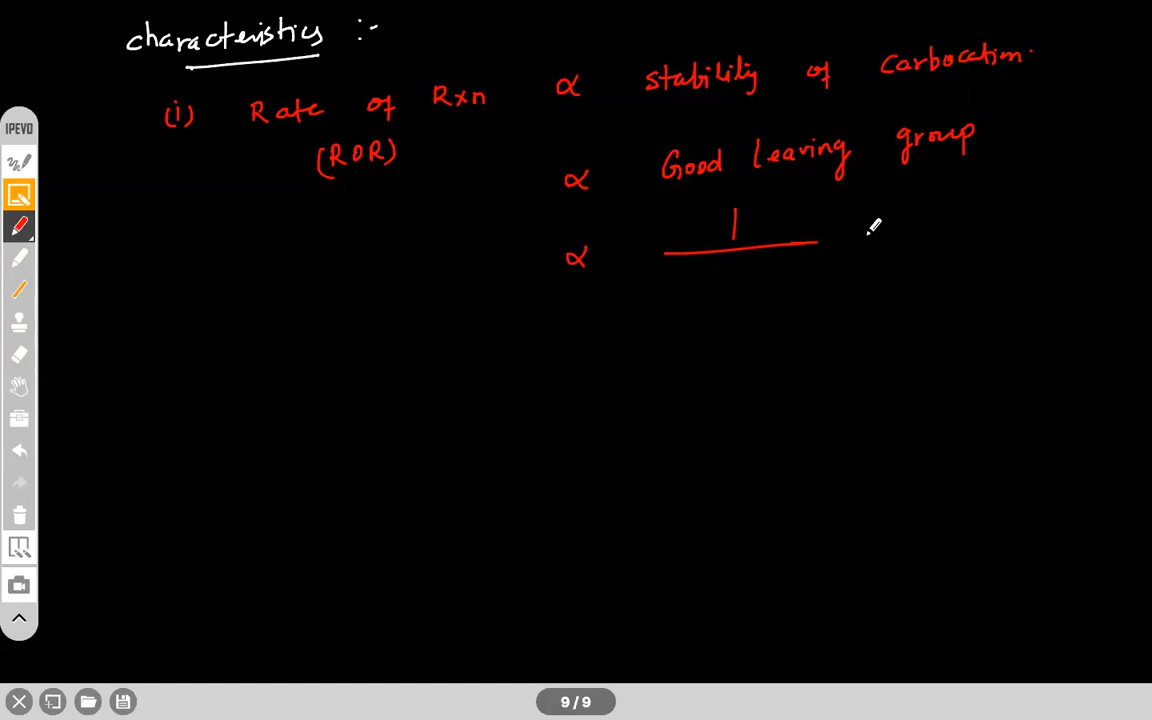 characteristics :-
(i) Rate of Rxn ∝ stability of carbocation.
(ROR)
∝ Good leaving group
∝ 1
IPEVO
9 / 9